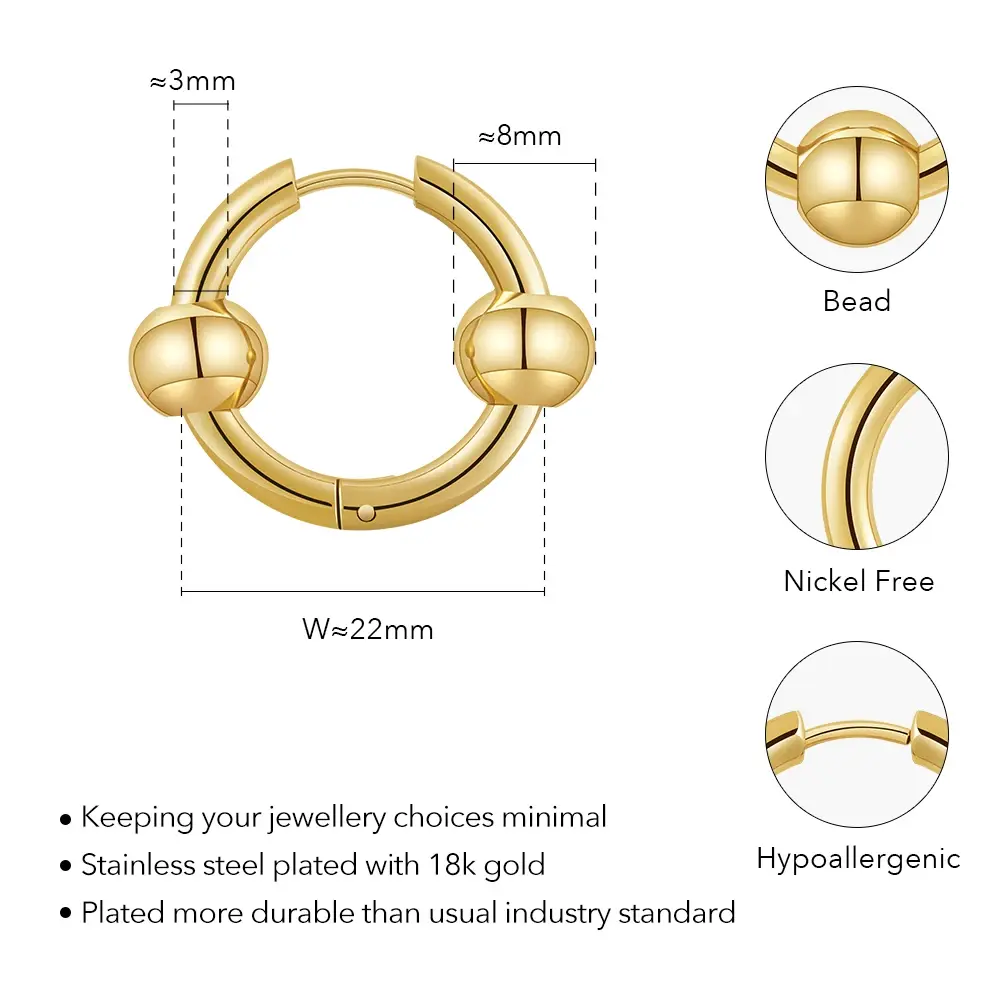 ≈3mm
≈8mm
W≈22mm
Bead
Nickel Free
Hypoallergenic
• Keeping your jewellery choices minimal
• Stainless steel plated with 18k gold
• Plated more durable than usual industry standard